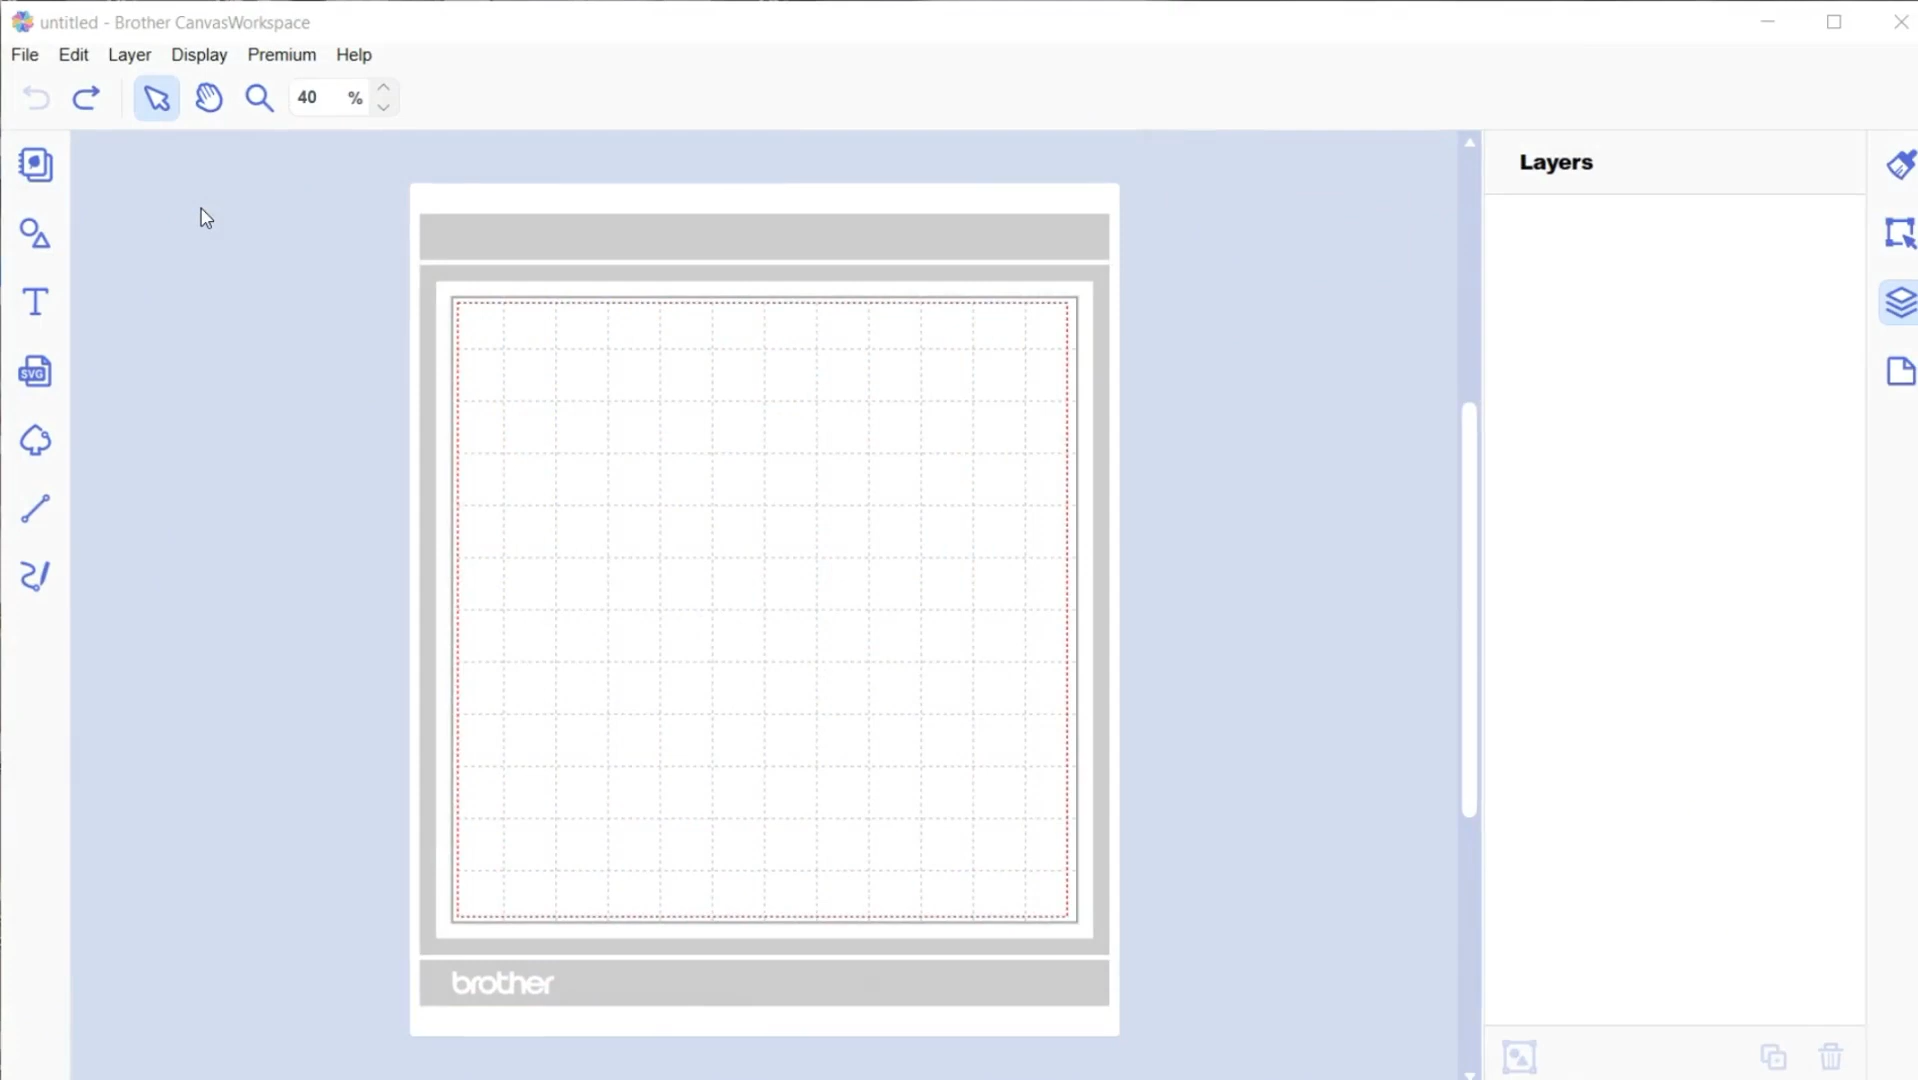 untitled - Brother CanvasWorkspace
File Edit Layer Display Premium Help
40 %
Layers
SVG
brother